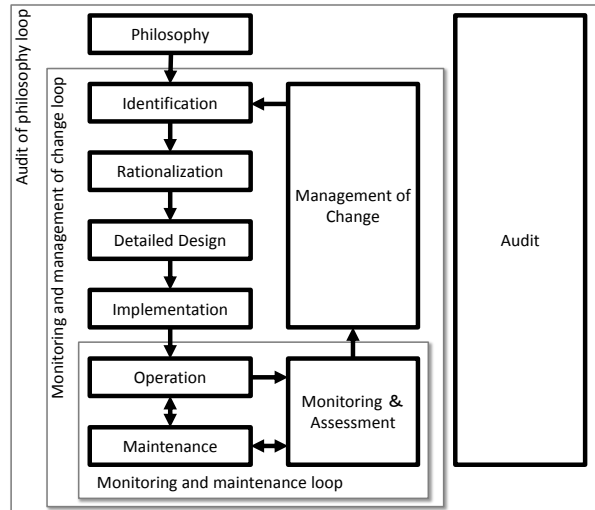 Audit of philosophy loop
Monitoring and management of change loop
Philosophy
Identification
Rationalization
Detailed Design
Implementation
Operation
Maintenance
Monitoring and maintenance loop
Management of
Change
Monitoring &
Assessment
Audit